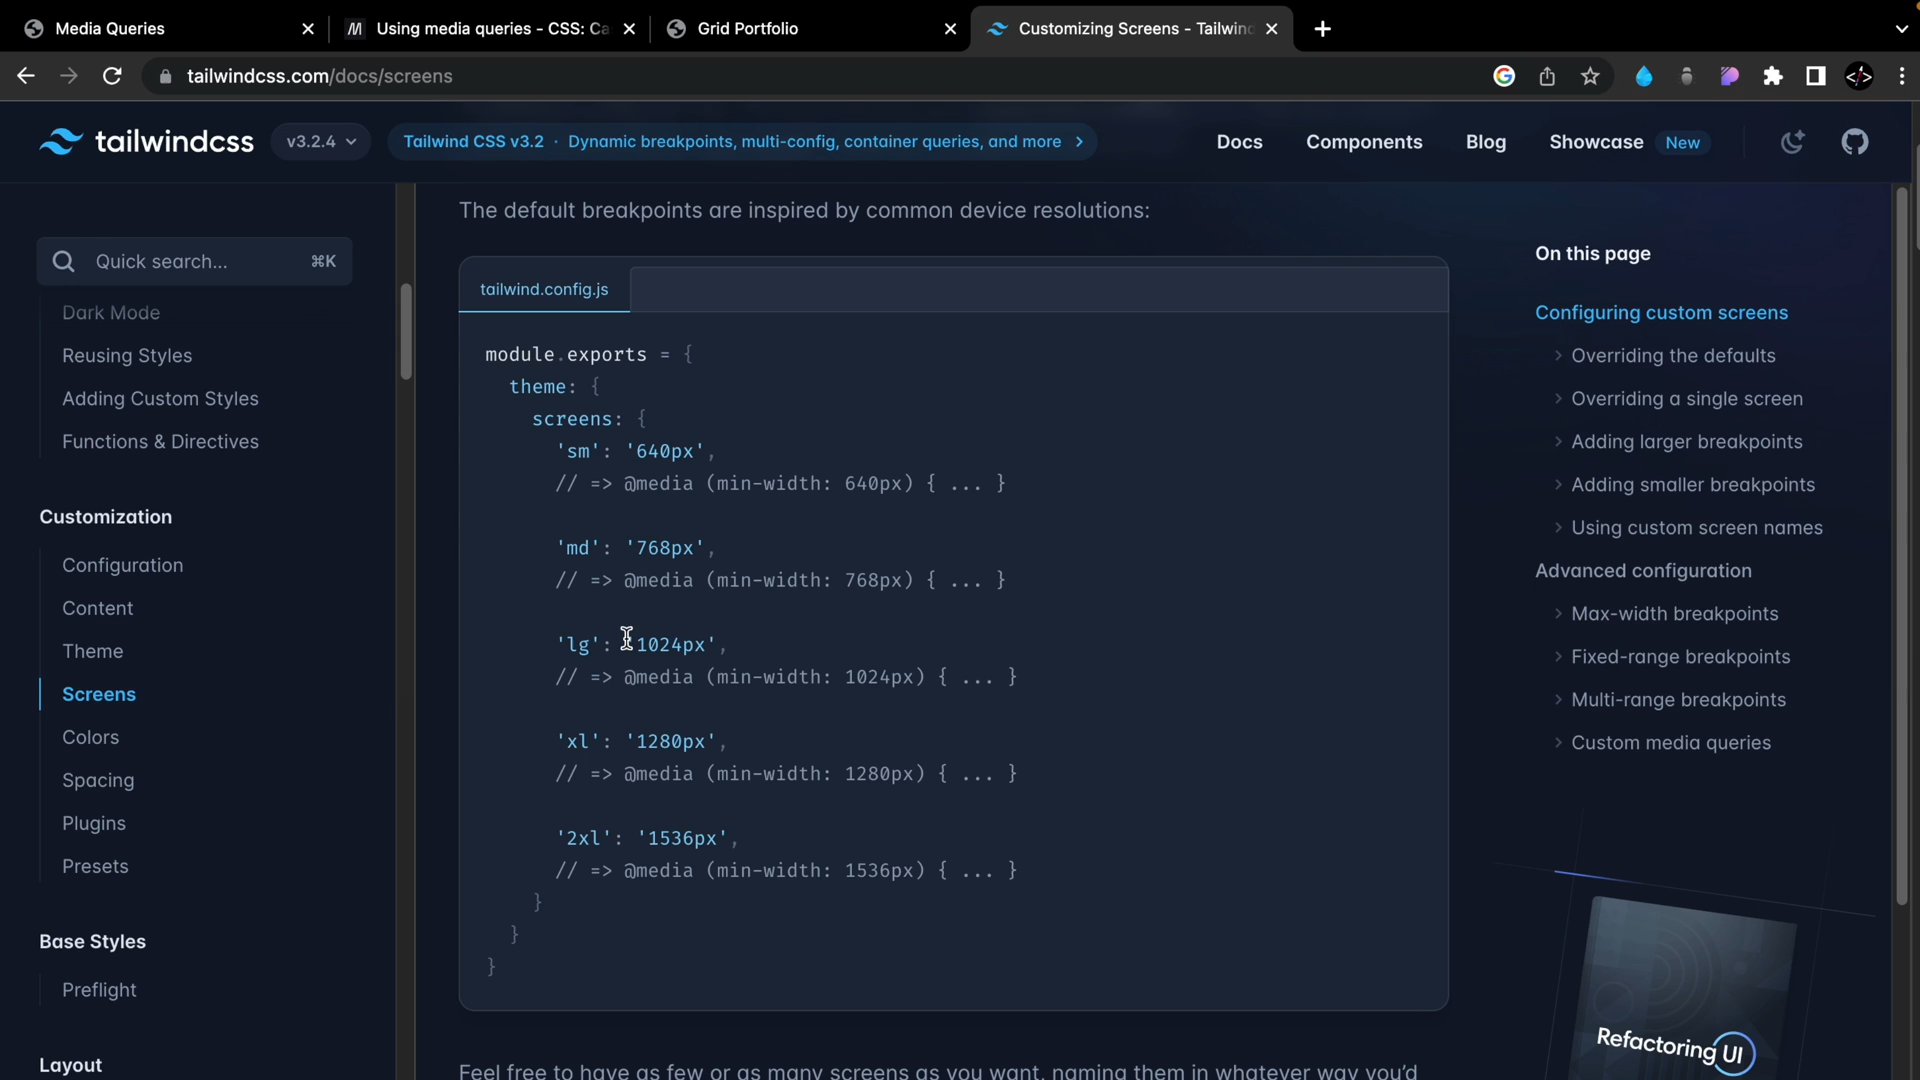 Media Queries
Using media queries - CSS: Ca
Grid Portfolio
Customizing Screens - Tailwind
tailwindcss.com/docs/screens
tailwindcss
v3.2.4
Tailwind CSS v3.2 · Dynamic breakpoints, multi-config, container queries, and more
Docs
Components
Blog
Showcase
New
Quick search...
⌘K
Dark Mode
Reusing Styles
Adding Custom Styles
Functions & Directives
Customization
Configuration
Content
Theme
Screens
Colors
Spacing
Plugins
Presets
Base Styles
Preflight
Layout
The default breakpoints are inspired by common device resolutions:
tailwind.config.js
module.exports = {
theme: {
screens: {
'sm': '640px',
// => @media (min-width: 640px) { ... }
'md': '768px',
// => @media (min-width: 768px) { ... }
'lg': '1024px',
// => @media (min-width: 1024px) { ... }
'xl': '1280px',
// => @media (min-width: 1280px) { ... }
'2xl': '1536px',
// => @media (min-width: 1536px) { ... }
}
}
}
Feel free to have as few or as many screens as you want, naming them in whatever way you'd
On this page
Configuring custom screens
Overriding the defaults
Overriding a single screen
Adding larger breakpoints
Adding smaller breakpoints
Using custom screen names
Advanced configuration
Max-width breakpoints
Fixed-range breakpoints
Multi-range breakpoints
Custom media queries
Refactoring UI